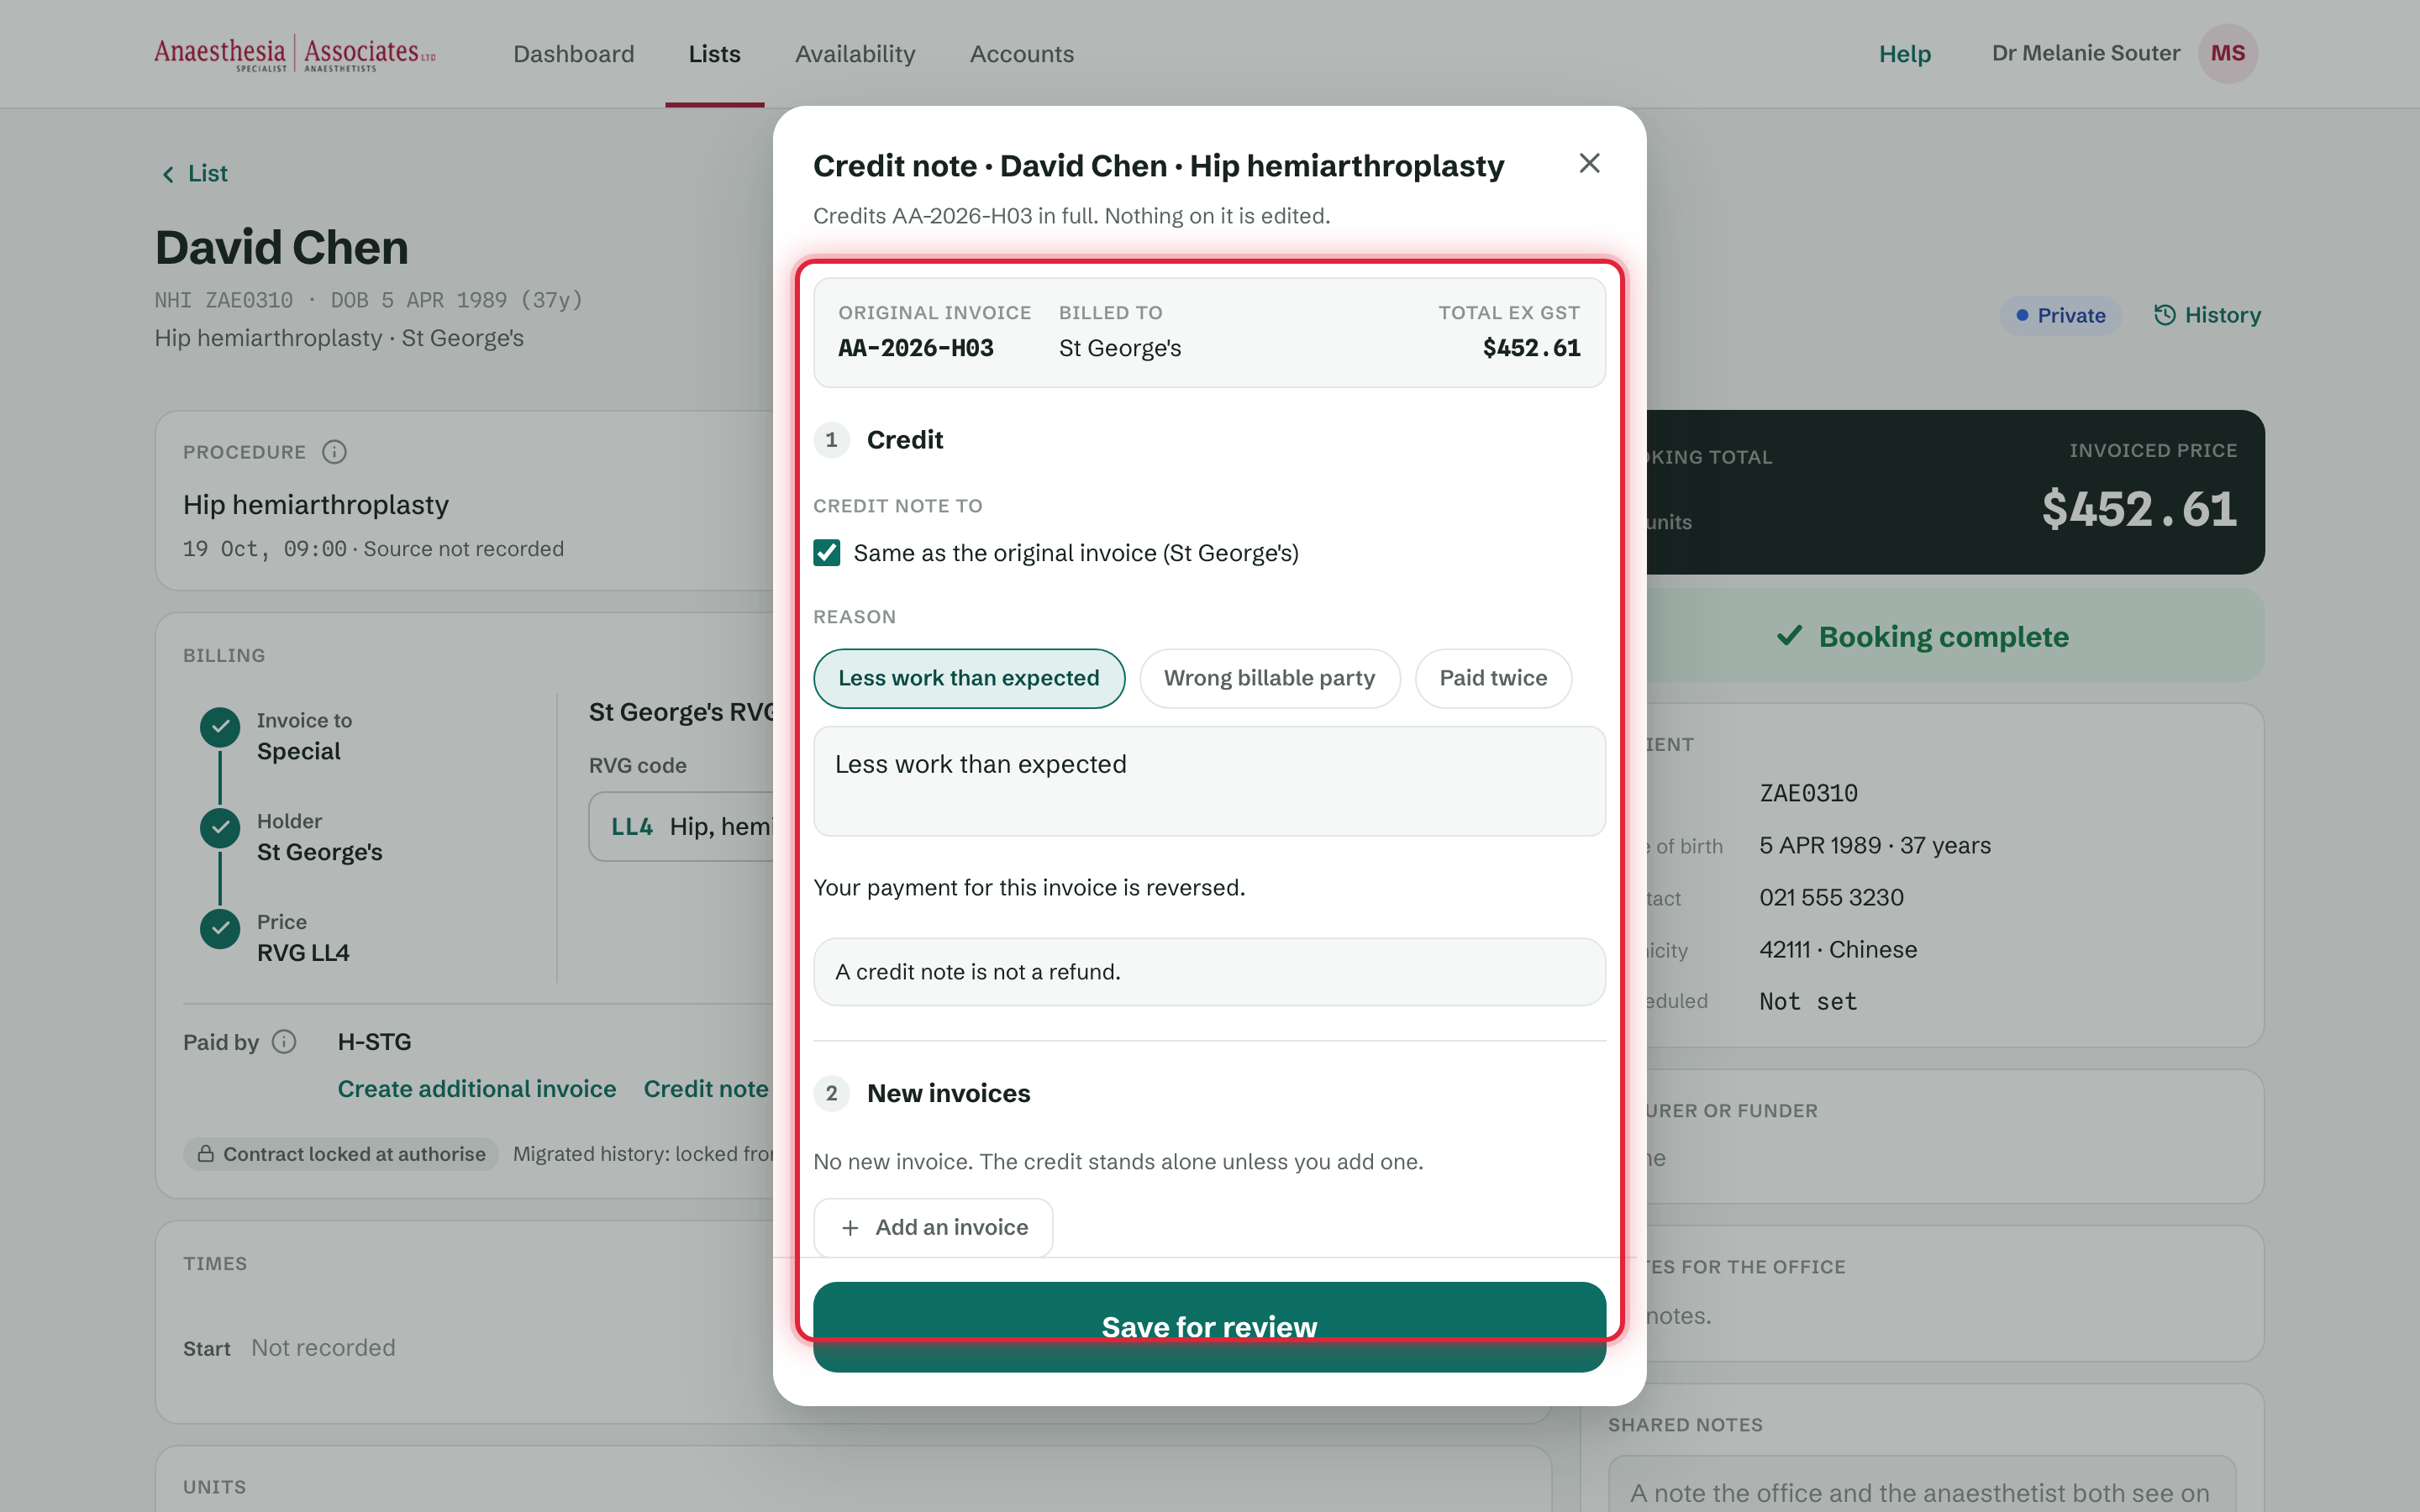 Anaesthesia Associates LTD
SPECIALIST ANAESTHETISTS
Dashboard
Lists
Availability
Accounts
Help
Dr Melanie Souter
MS
List
David Chen
NHI ZAE0310 · DOB 5 APR 1989 (37y)
Hip hemiarthroplasty · St George's
Private
History
PROCEDURE
Hip hemiarthroplasty
19 Oct, 09:00 · Source not recorded
BILLING
Invoice to
Special
Holder
St George's
Price
RVG LL4
St George's RVG
RVG code
LL4 Hip, hemi
Paid by
H-STG
Create additional invoice
Credit note
Contract locked at authorise
Migrated history: locked from
TIMES
Start Not recorded
UNITS
Credit note · David Chen · Hip hemiarthroplasty
Credits AA-2026-H03 in full. Nothing on it is edited.
ORIGINAL INVOICE
AA-2026-H03
BILLED TO
St George's
TOTAL EX GST
$452.61
1 Credit
CREDIT NOTE TO
Same as the original invoice (St George's)
REASON
Less work than expected
Wrong billable party
Paid twice
Less work than expected
Your payment for this invoice is reversed.
A credit note is not a refund.
2 New invoices
No new invoice. The credit stands alone unless you add one.
Add an invoice
Save for review
OKING TOTAL
units
INVOICED PRICE
$452.61
Booking complete
IENT
ZAE0310
of birth 5 APR 1989 · 37 years
tact 021 555 3230
icity 42111 · Chinese
eduled Not set
URER OR FUNDER
ne
TES FOR THE OFFICE
notes.
SHARED NOTES
A note the office and the anaesthetist both see on